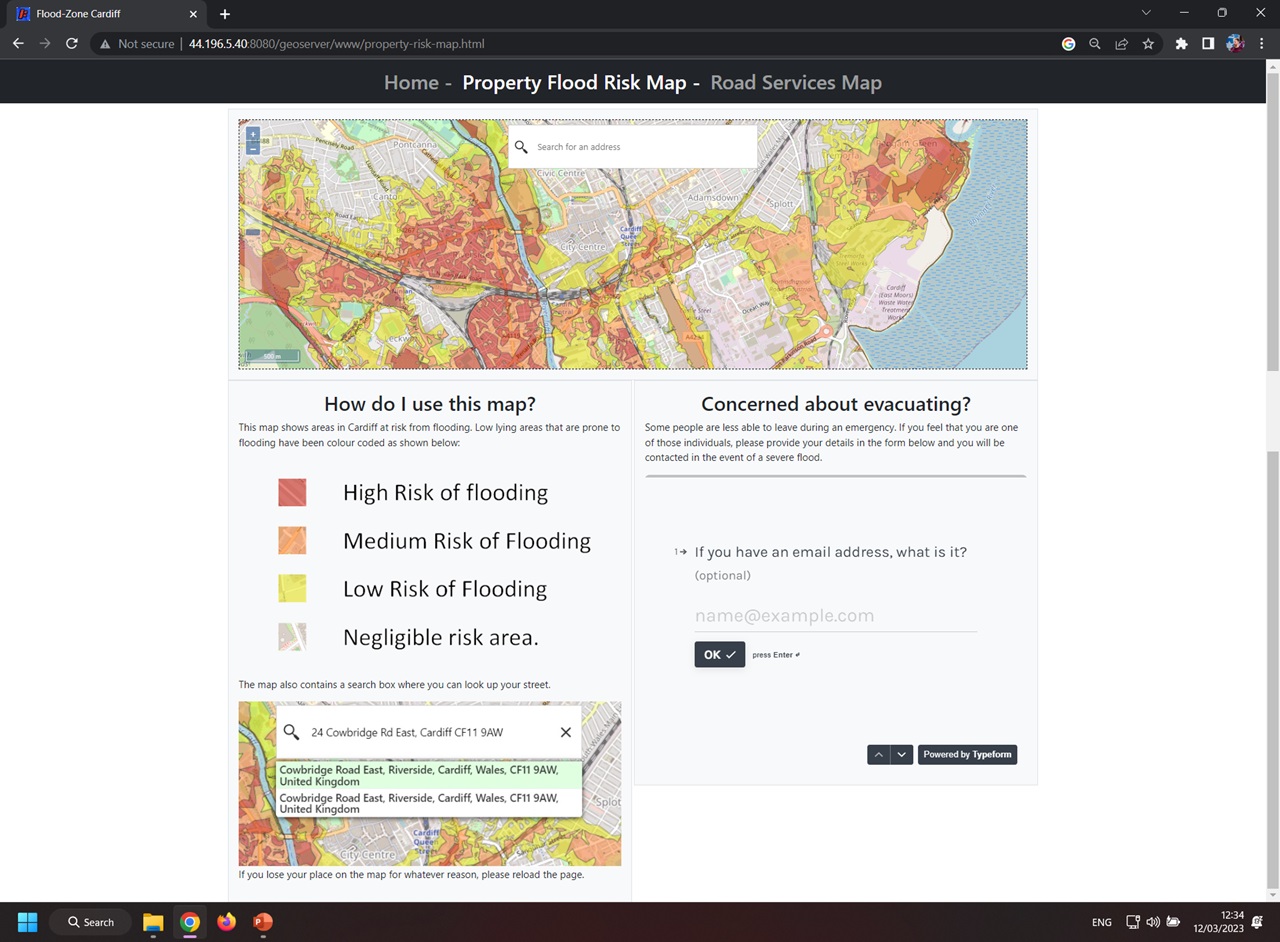 Flood-Zone Cardiff
Not secure
44.196.5.40:8080/geoserver/www/property-risk-map.html
Home - Property Flood Risk Map - Road Services Map
+
−
Search for an address
Pontcanna
Civic Centre
Adamsdown
Splott
City Centre
Cardiff
Ocean Way
Cardiff
(East Moors)
Waste Water
Treatment
Works
500 m
How do I use this map?
This map shows areas in Cardiff at risk from flooding. Low lying areas that are prone to
flooding have been colour coded as shown below:
High Risk of flooding
Medium Risk of Flooding
Low Risk of Flooding
Negligible risk area.
The map also contains a search box where you can look up your street.
24 Cowbridge Rd East, Cardiff CF11 9AW
Cowbridge Road East, Riverside, Cardiff, Wales, CF11 9AW,
United Kingdom
Cowbridge Road East, Riverside, Cardiff, Wales, CF11 9AW,
United Kingdom
Splot
Cardiff
City Centre
If you lose your place on the map for whatever reason, please reload the page.
Concerned about evacuating?
Some people are less able to leave during an emergency. If you feel that you are one
of those individuals, please provide your details in the form below and you will be
contacted in the event of a severe flood.
1→ If you have an email address, what is it?
(optional)
name@example.com
OK ✓ press Enter ↵
Powered by Typeform
Search
ENG
12:34
12/03/2023